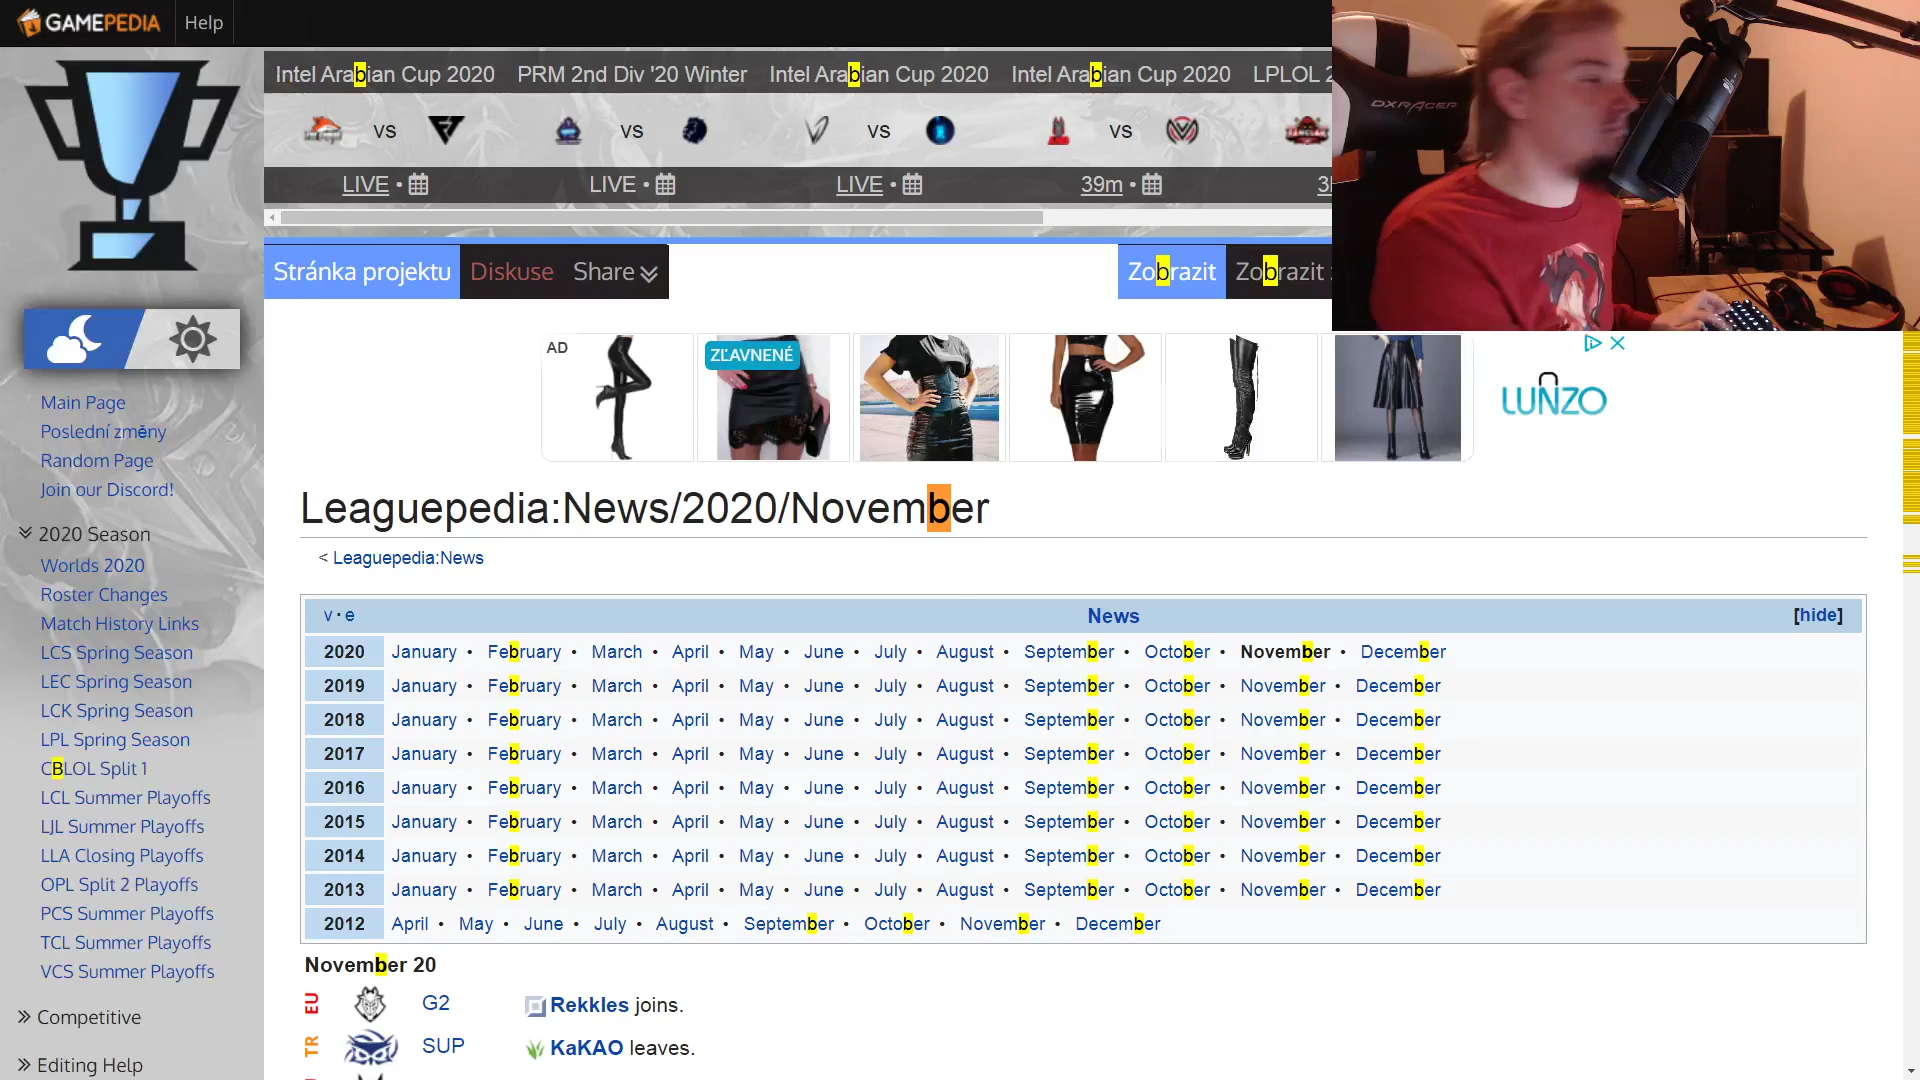 GAMEPEDIA Help
Intel Arabian Cup 2020 PRM 2nd Div '20 Winter Intel Arabian Cup 2020 Intel Arabian Cup 2020 LPLOL 2
vs vs vs vs
LIVE • LIVE • LIVE • 39m •
DXRACER
Stránka projektu Diskuse Share Zobrazit Zobrazit
AD
ZĽAVNENÉ
LUNZO
Main Page
Poslední změny
Random Page
Join our Discord!
2020 Season
Worlds 2020
Roster Changes
Match History Links
LCS Spring Season
LEC Spring Season
LCK Spring Season
LPL Spring Season
CBLOL Split 1
LCL Summer Playoffs
LJL Summer Playoffs
LLA Closing Playoffs
OPL Split 2 Playoffs
PCS Summer Playoffs
TCL Summer Playoffs
VCS Summer Playoffs
Competitive
Editing Help
Leaguepedia:News/2020/November
< Leaguepedia:News
v · e News [hide]
2020 January • February • March • April • May • June • July • August • September • October • November • December
2019 January • February • March • April • May • June • July • August • September • October • November • December
2018 January • February • March • April • May • June • July • August • September • October • November • December
2017 January • February • March • April • May • June • July • August • September • October • November • December
2016 January • February • March • April • May • June • July • August • September • October • November • December
2015 January • February • March • April • May • June • July • August • September • October • November • December
2014 January • February • March • April • May • June • July • August • September • October • November • December
2013 January • February • March • April • May • June • July • August • September • October • November • December
2012 April • May • June • July • August • September • October • November • December
November 20
EU G2 Rekkles joins.
TR SUP KaKAO leaves.